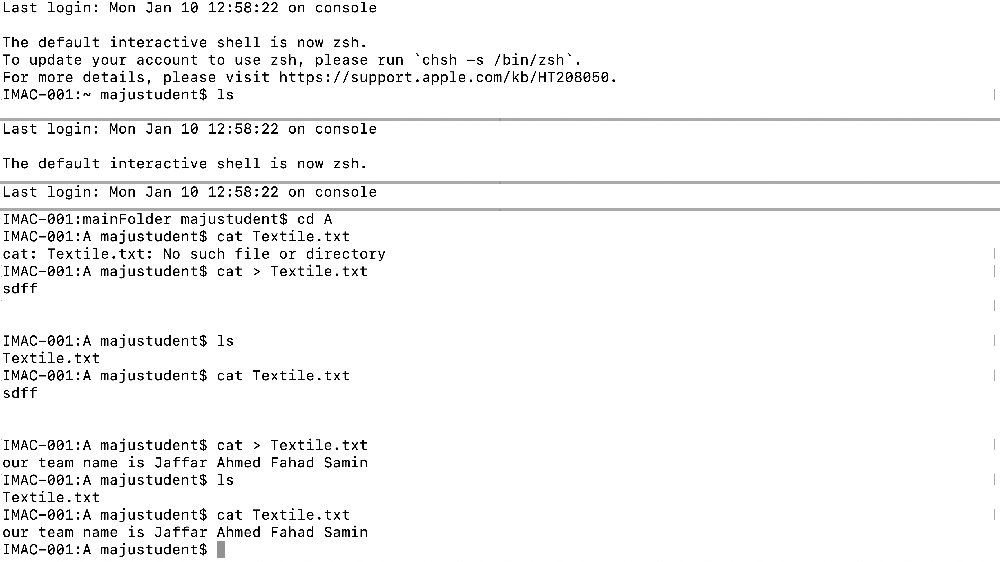 Last login: Mon Jan 10 12:58:22 on console
The default interactive shell is now zsh.
To update your account to use zsh, please run `chsh -s /bin/zsh`.
For more details, please visit https://support.apple.com/kb/HT208050.
IMAC-001:~ majustudent$ ls
Last login: Mon Jan 10 12:58:22 on console
The default interactive shell is now zsh.
Last login: Mon Jan 10 12:58:22 on console
IMAC-001:mainFolder majustudent$ cd A
IMAC-001:A majustudent$ cat Textile.txt
cat: Textile.txt: No such file or directory
IMAC-001:A majustudent$ cat > Textile.txt
sdff
IMAC-001:A majustudent$ ls
Textile.txt
IMAC-001:A majustudent$ cat Textile.txt
sdff
IMAC-001:A majustudent$ cat > Textile.txt
our team name is Jaffar Ahmed Fahad Samin
IMAC-001:A majustudent$ ls
Textile.txt
IMAC-001:A majustudent$ cat Textile.txt
our team name is Jaffar Ahmed Fahad Samin
IMAC-001:A majustudent$